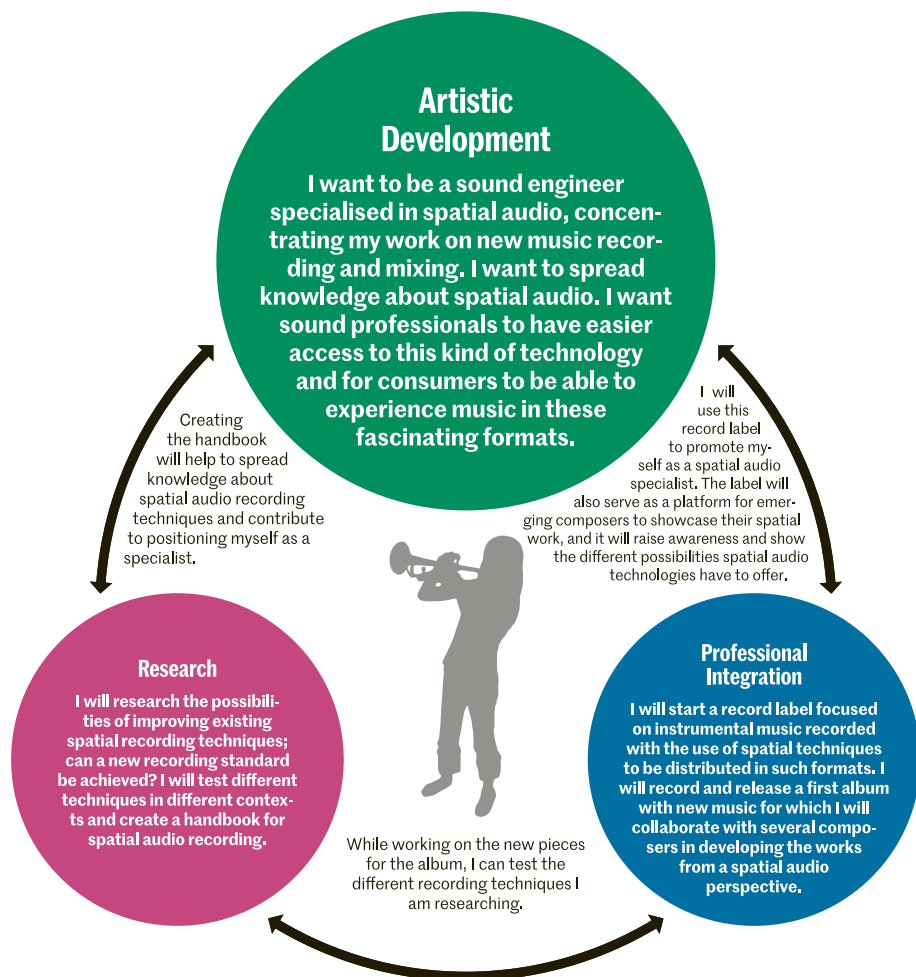 Artistic
Development
I want to be a sound engineer
specialised in spatial audio, concen-
trating my work on new music recor-
ding and mixing. I want to spread
knowledge about spatial audio. I want
sound professionals to have easier
access to this kind of technology
and for consumers to be able to
experience music in these
fascinating formats.
Creating
the handbook
will help to spread
knowledge about
spatial audio recording
techniques and contribute
to positioning myself as a
specialist.
I will
use this
record label
to promote my-
self as a spatial audio
specialist. The label will
also serve as a platform for emer-
ging composers to showcase their spatial
work, and it will raise awareness and show
the different possibilities spatial audio
technologies have to offer.
Research
I will research the possibili-
ties of improving existing
spatial recording techniques;
can a new recording standard
be achieved? I will test different
techniques in different contex-
ts and create a handbook for
spatial audio recording.
Professional
Integration
I will start a record label focused
on instrumental music recorded
with the use of spatial techniques
to be distributed in such formats. I
will record and release a first album
with new music for which I will
collaborate with several compo-
sers in developing the works
from a spatial audio
perspective.
While working on the new pieces
for the album, I can test the
different recording techniques I
am researching.